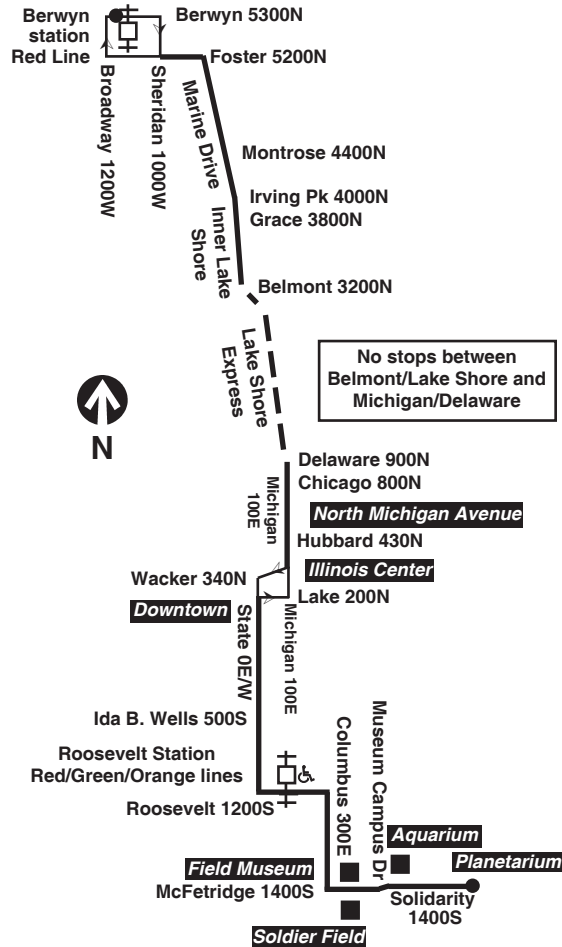 Berwyn
station
Red Line
Berwyn 5300N
Foster 5200N
Broadway 1200W
Sheridan 1000W
Marine Drive
Montrose 4400N
Irving Pk 4000N
Grace 3800N
Inner Lake
Shore
Belmont 3200N
Lake Shore
Express
No stops between
Belmont/Lake Shore and
Michigan/Delaware
N
Delaware 900N
Chicago 800N
Michigan
100E
North Michigan Avenue
Hubbard 430N
Illinois Center
Wacker 340N
Lake 200N
Downtown
State 0E/W
Michigan 100E
Ida B. Wells 500S
Roosevelt Station
Red/Green/Orange lines
Roosevelt 1200S
Columbus 300E
Museum Campus Dr
Aquarium
Planetarium
Field Museum
McFetridge 1400S
Solidarity
1400S
Soldier Field